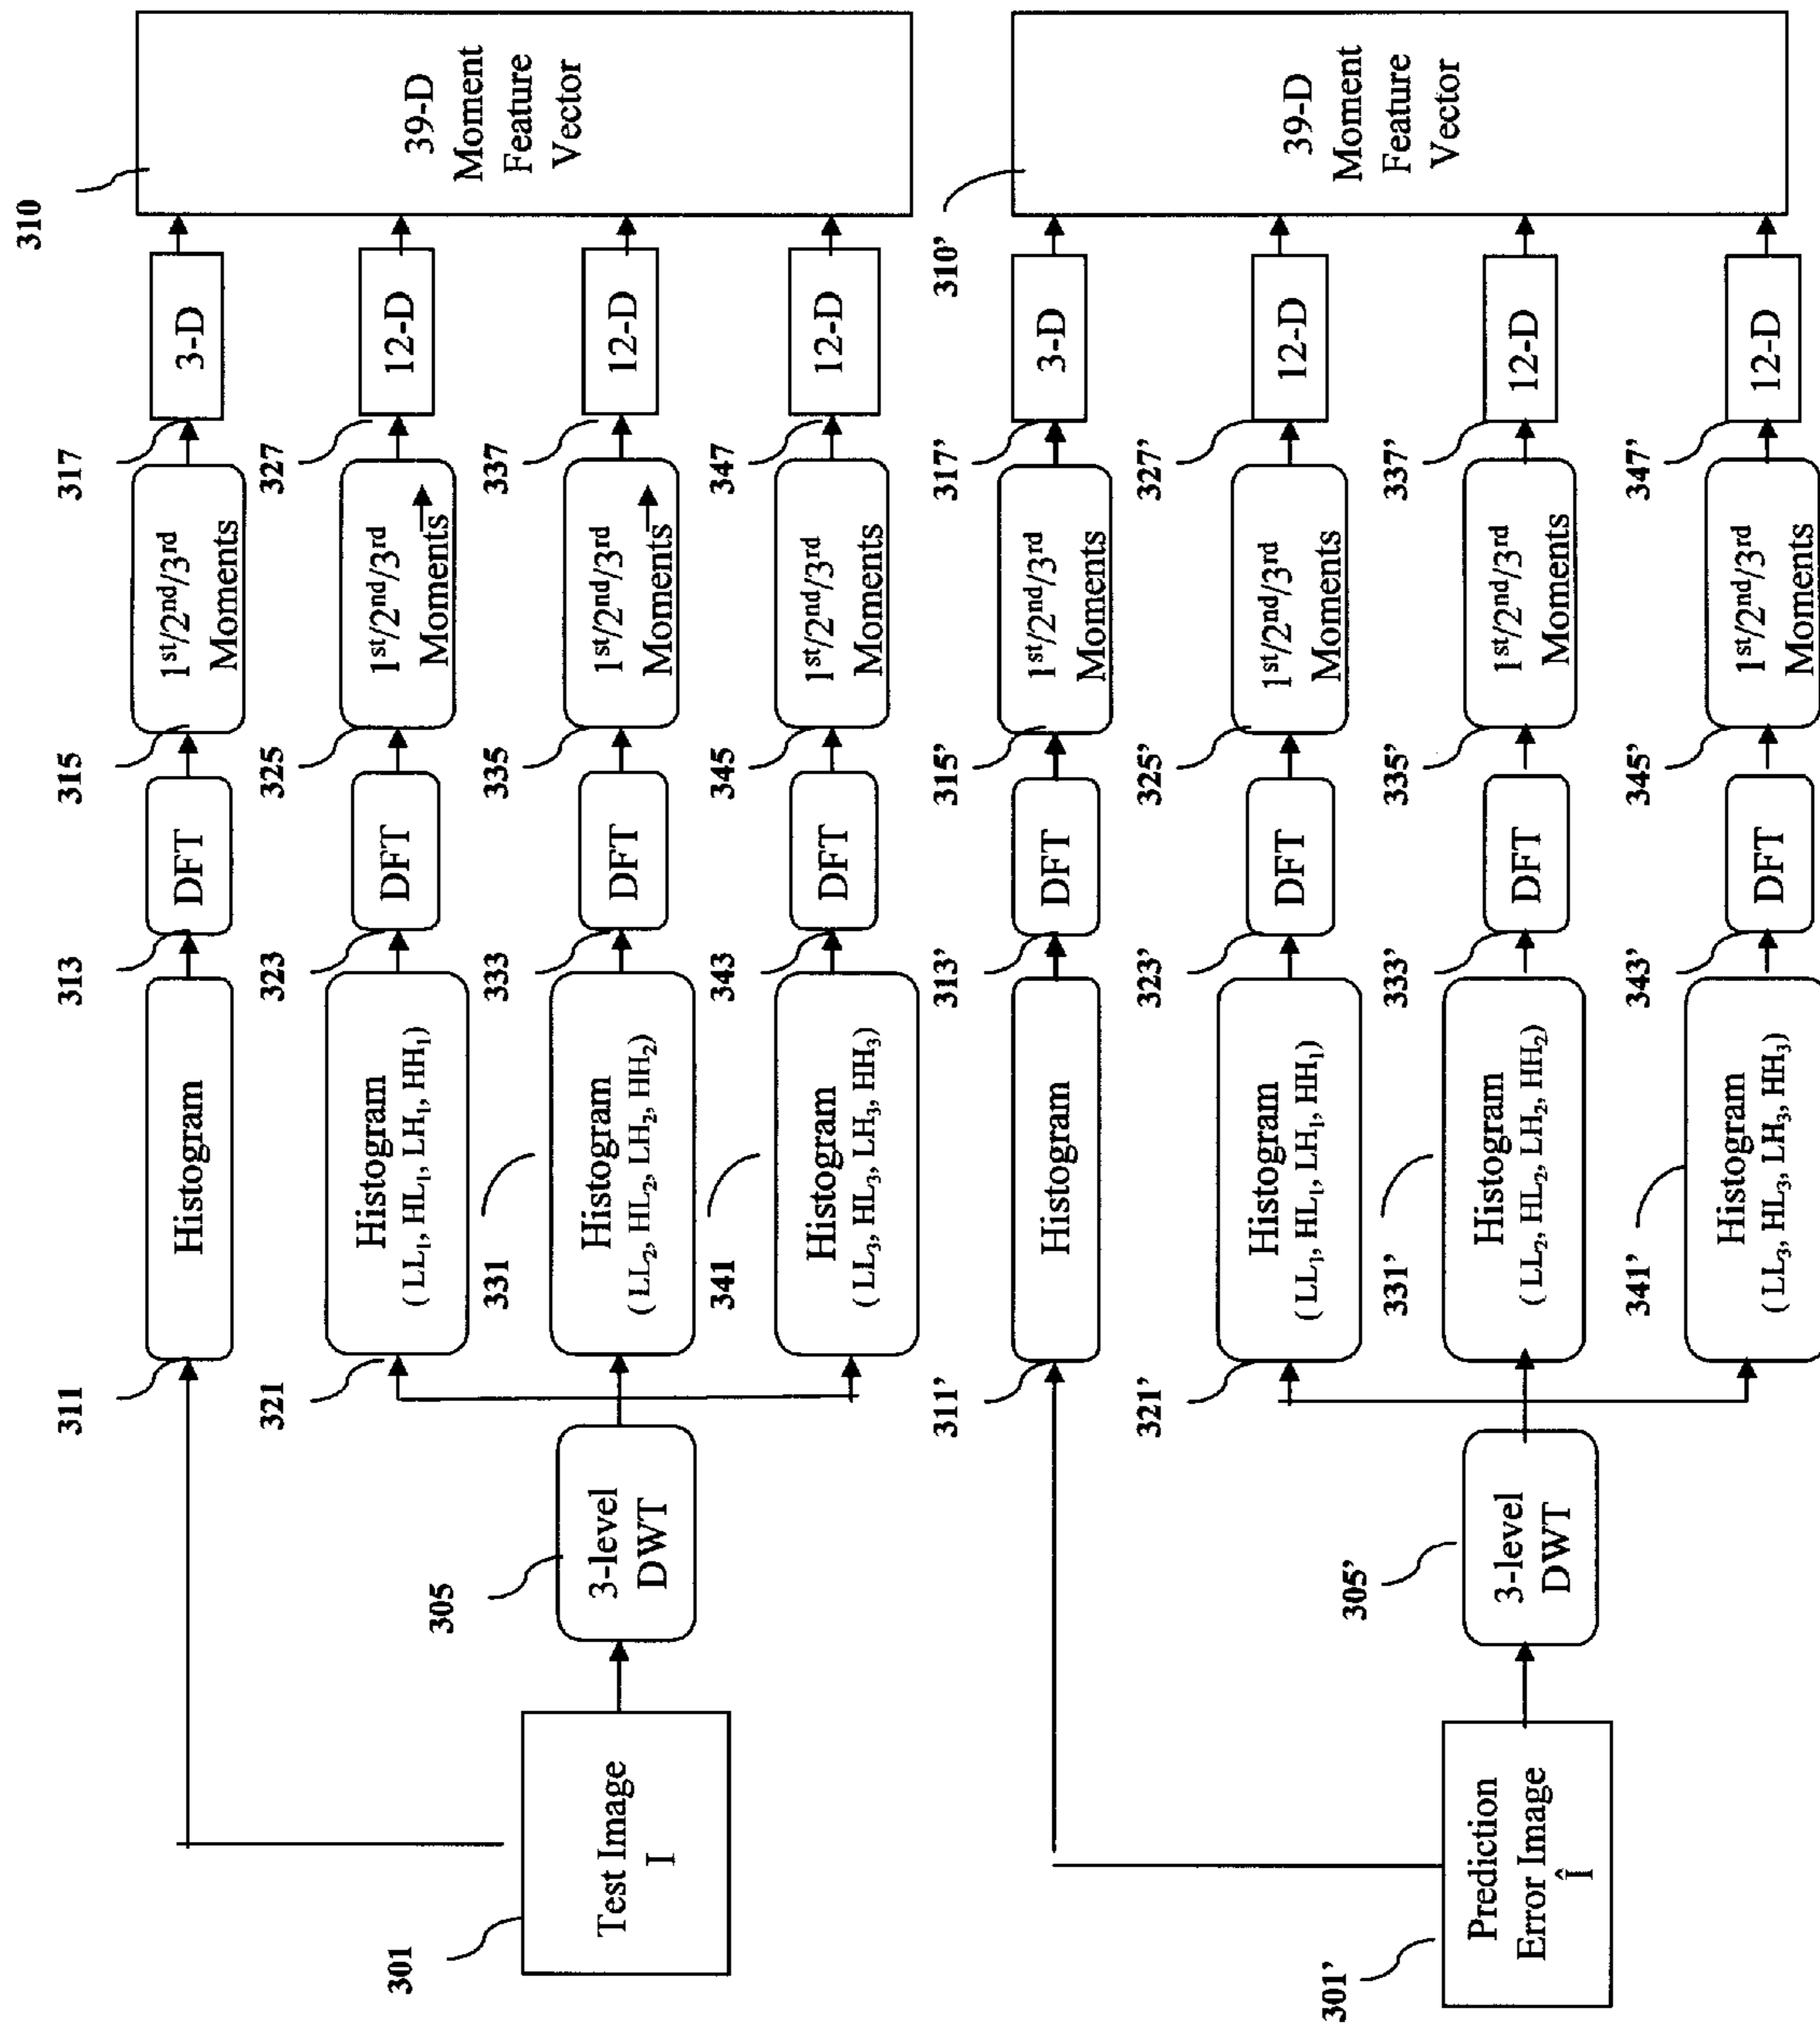 301
Test Image
I
305
3-level
DWT
311
Histogram
313
DFT
315
1st/2nd/3rd
Moments
317
3-D
321
Histogram
( LL1, HL1, LH1, HH1)
323
DFT
325
1st/2nd/3rd
Moments
327
12-D
331
Histogram
( LL2, HL2, LH2, HH2)
333
DFT
335
1st/2nd/3rd
Moments
337
12-D
341
Histogram
( LL3, HL3, LH3, HH3)
343
DFT
345
1st/2nd/3rd
Moments
347
12-D
310
39-D
Moment
Feature
Vector
301’
Prediction
Error Image
Î
305’
3-level
DWT
311’
Histogram
313’
DFT
315’
1st/2nd/3rd
Moments
317’
3-D
321’
Histogram
( LL1, HL1, LH1, HH1)
323’
DFT
325’
1st/2nd/3rd
Moments
327’
12-D
331’
Histogram
( LL2, HL2, LH2, HH2)
333’
DFT
335’
1st/2nd/3rd
Moments
337’
12-D
341’
Histogram
( LL3, HL3, LH3, HH3)
343’
DFT
345’
1st/2nd/3rd
Moments
347’
12-D
310’
39-D
Moment
Feature
Vector